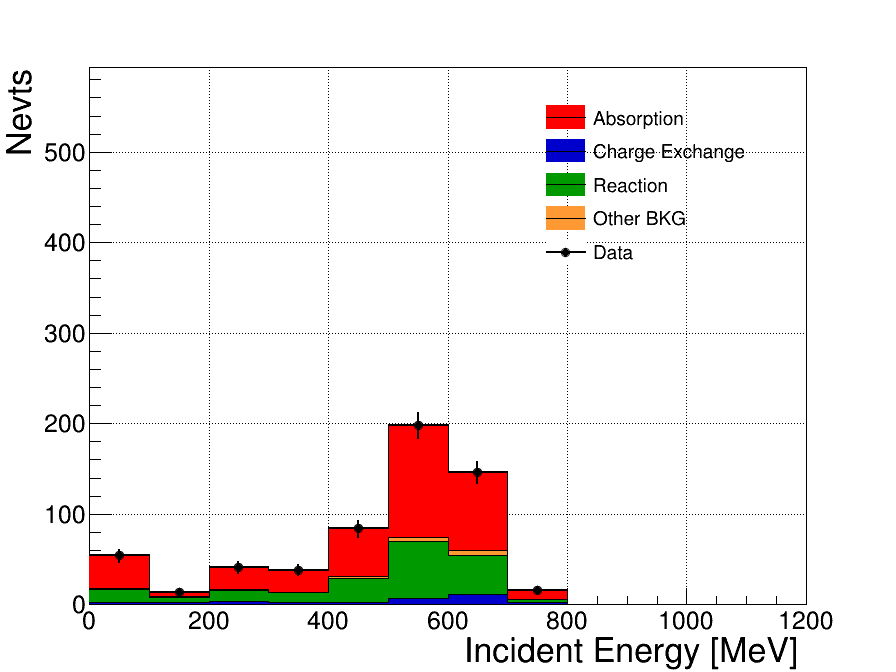 Nevts
500
400
300
200
100
0
0 200 400 600 800 1000 1200
Incident Energy [MeV]
Absorption
Charge Exchange
Reaction
Other BKG
Data